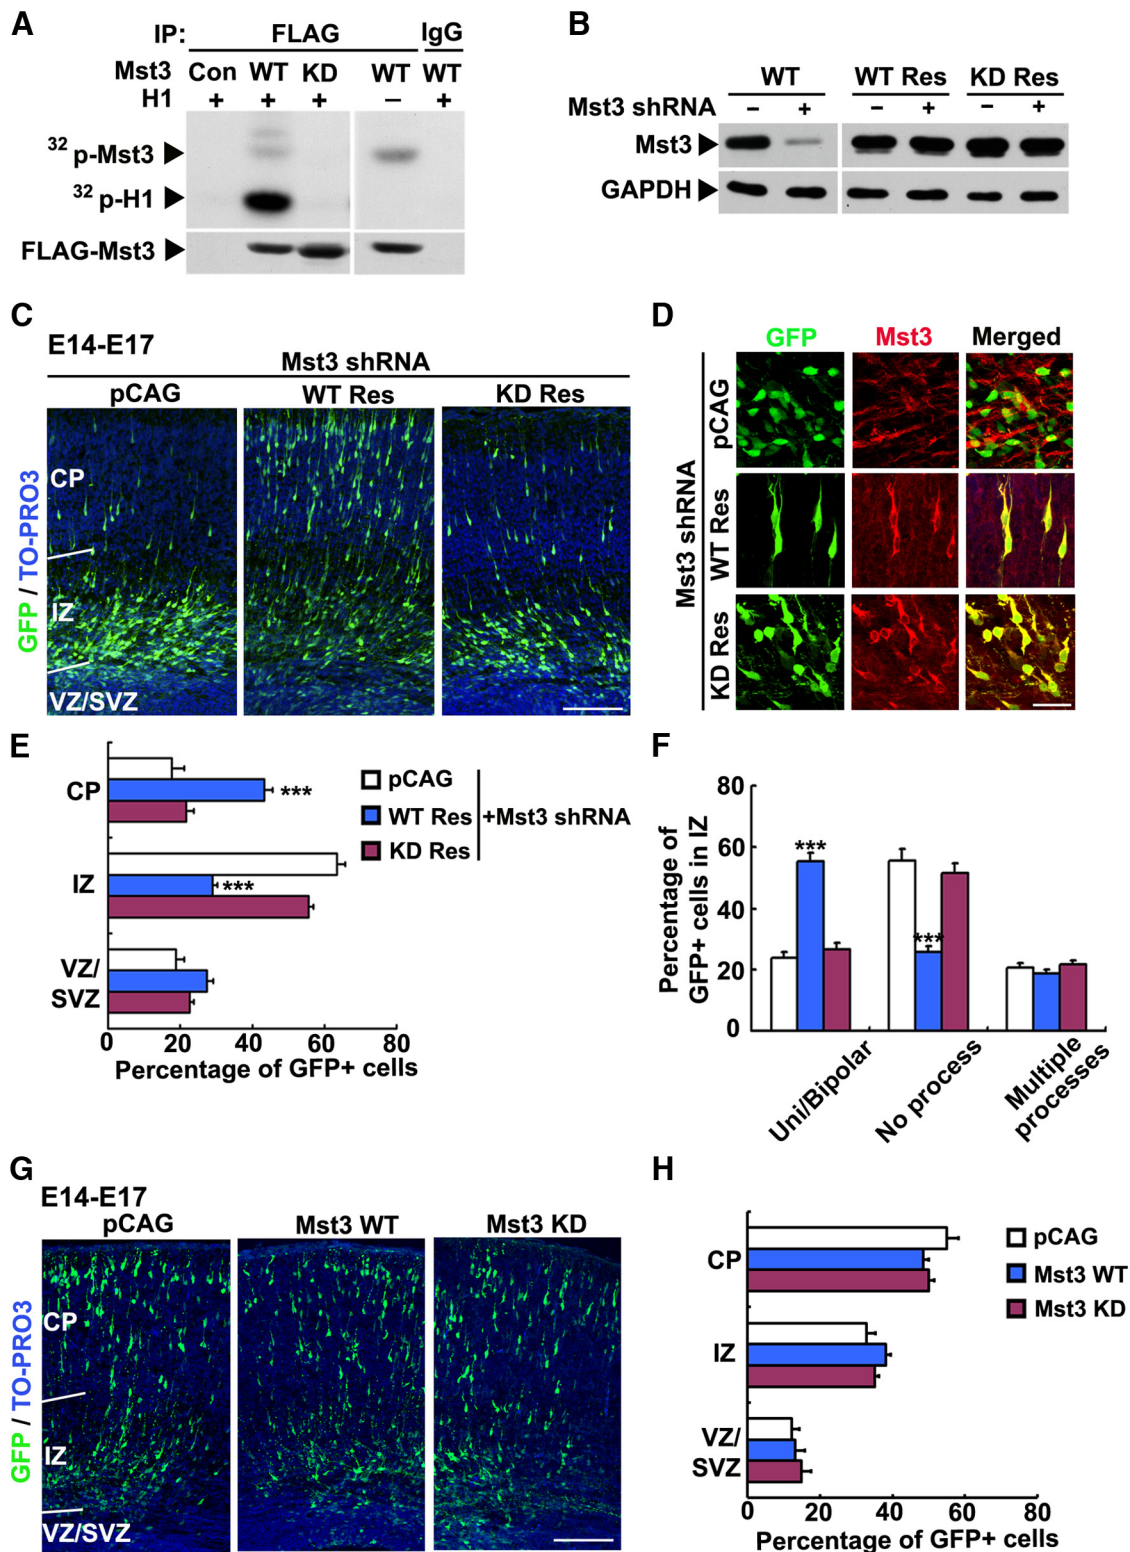 A
IP: FLAG IgG
Mst3 Con WT KD WT WT
H1 + + + − +
32 p-Mst3
32 p-H1
FLAG-Mst3
B
WT WT Res KD Res
Mst3 shRNA − + − + − +
Mst3
GAPDH
C
E14-E17
Mst3 shRNA
pCAG WT Res KD Res
GFP / TO-PRO3
CP
IZ
VZ/SVZ
D
GFP Mst3 Merged
Mst3 shRNA
pCAG
WT Res
KD Res
E
CP
IZ
VZ/
SVZ
***
***
pCAG
WT Res
KD Res
+Mst3 shRNA
0 20 40 60 80
Percentage of GFP+ cells
F
Percentage of
GFP+ cells in IZ
80
60
40
20
0
***
***
Uni/Bipolar
No process
Multiple
processes
G
E14-E17
pCAG Mst3 WT Mst3 KD
GFP / TO-PRO3
CP
IZ
VZ/SVZ
H
CP
IZ
VZ/
SVZ
pCAG
Mst3 WT
Mst3 KD
0 20 40 60 80
Percentage of GFP+ cells